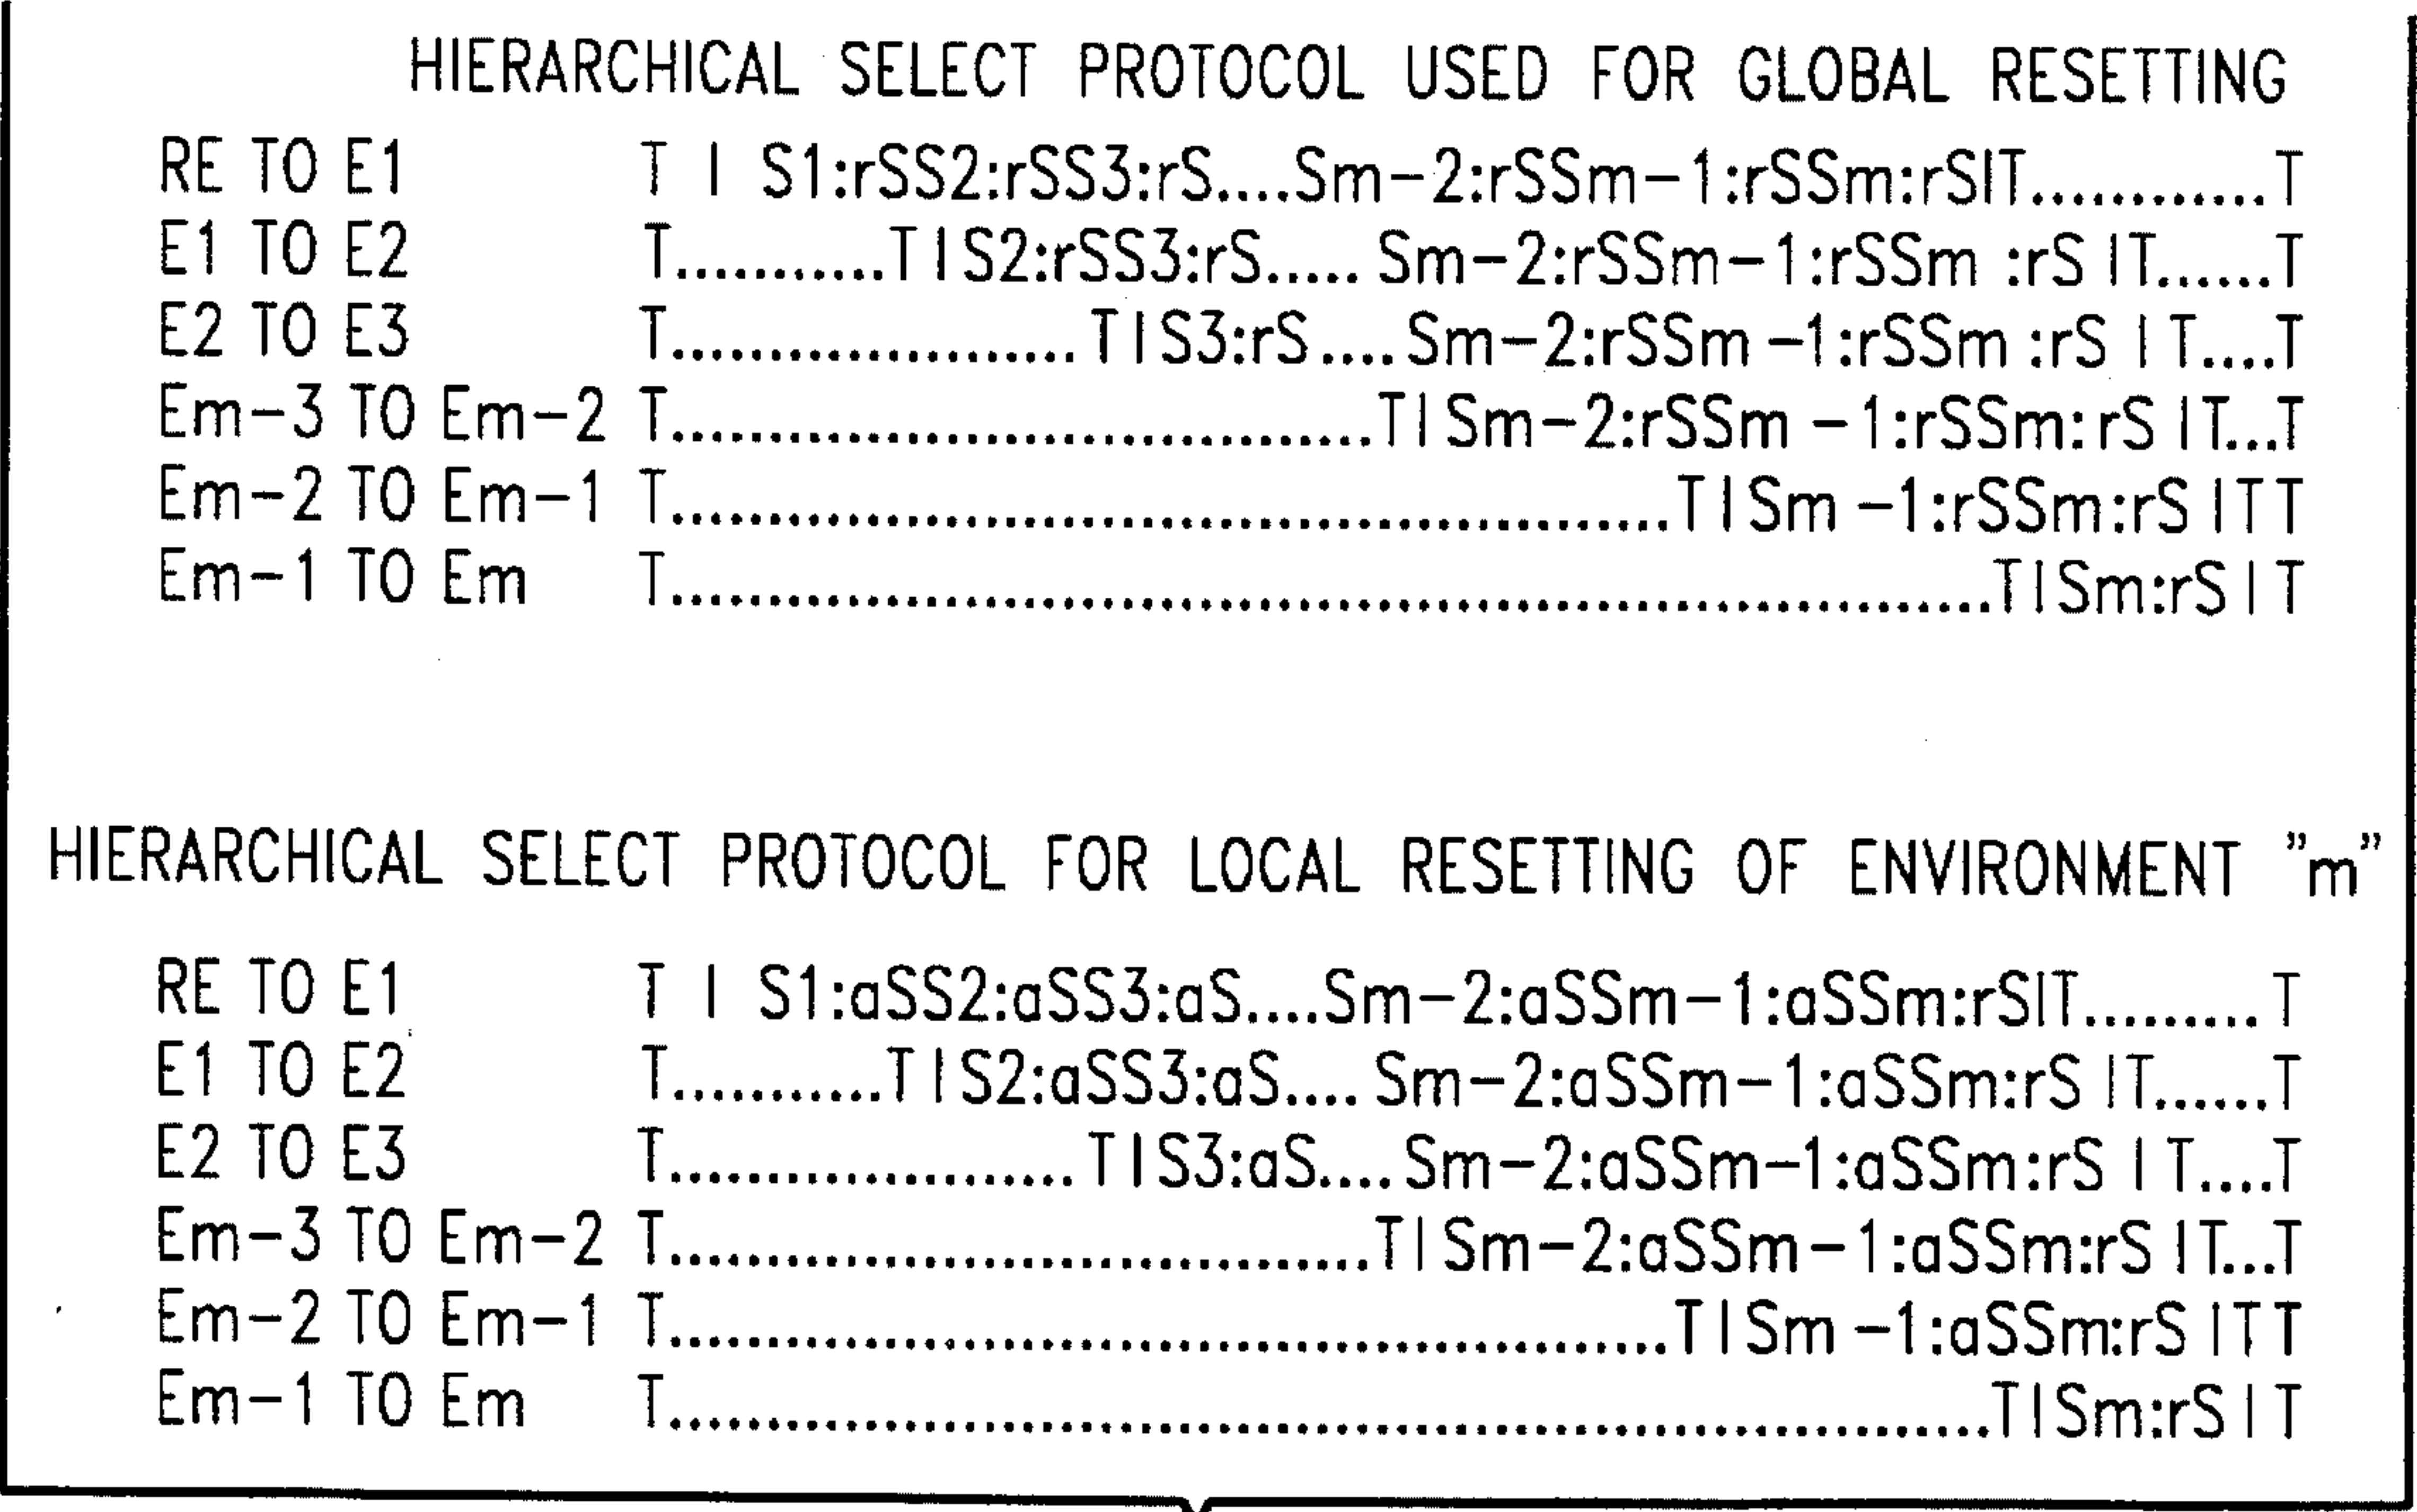 HIERARCHICAL SELECT PROTOCOL USED FOR GLOBAL RESETTING
RE TO E1 T I S1:rSS2:rSS3:rS....Sm-2:rSSm-1:rSSm:rSIT............T
E1 TO E2 T...........TIS2:rSS3:rS..... Sm-2:rSSm-1:rSSm :rS IT......T
E2 TO E3 T.....................TIS3:rS....Sm-2:rSSm -1:rSSm :rS I T....T
Em-3 TO Em-2 T....................................TISm-2:rSSm -1:rSSm: rS IT...T
Em-2 TO Em-1 T...................................................TISm -1:rSSm:rS ITT
Em-1 TO Em T....................................................................TISm:rS I T
HIERARCHICAL SELECT PROTOCOL FOR LOCAL RESETTING OF ENVIRONMENT "m"
RE TO E1 T I S1:aSS2:aSS3:aS....Sm-2:aSSm-1:aSSm:rSIT.........T
E1 TO E2 T...........TIS2:aSS3:aS.... Sm-2:aSSm-1:aSSm:rS IT......T
E2 TO E3 T.....................TIS3:aS....Sm-2:aSSm-1:aSSm:rS I T....T
Em-3 TO Em-2 T....................................TISm-2:aSSm-1:aSSm:rS IT...T
Em-2 TO Em-1 T...................................................TISm -1:aSSm:rS ITT
Em-1 TO Em T....................................................................TISm:rS I T